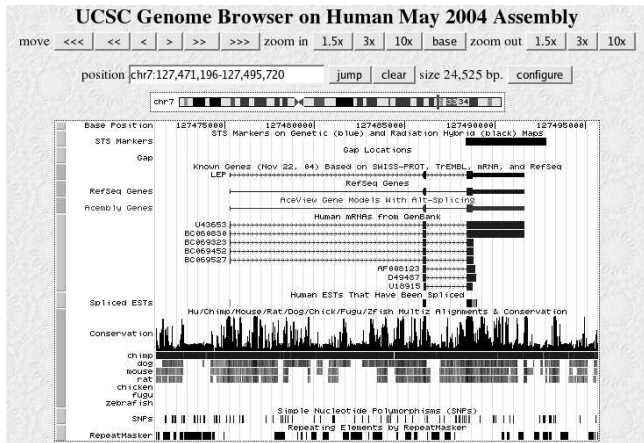 UCSC Genome Browser on Human May 2004 Assembly
move <<< << < > >> >>> zoom in 1.5x 3x 10x base zoom out 1.5x 3x 10x
position chr7:127,471,196-127,495,720 jump clear size 24,525 bp. configure
chr7
Base Position 127475000 127480000 127485000 127490000 127495000
STS Markers on Genetic (blue) and Radiation Hybrid (black) Maps
STS Markers
Gap Locations
Gap
Known Genes (Nov 22, 04) Based on SWISS-PROT, TrEMBL, mRNA, and RefSeq
LEP
RefSeq Genes
RefSeq Genes
AceView Gene Models With Alt-Splicing
Acembly Genes
Human mRNAs from GenBank
U43653
BC060830
BC069323
BC069452
BC069527
AF008123
D49487
U18915
Human ESTs That Have Been Spliced
Spliced ESTs
Hu/Chimp/Mouse/Rat/Dog/Chick/Fugu/Zfish Multiz Alignments & Conservation
Conservation
chimp
dog
mouse
rat
chicken
fugu
zebrafish
Simple Nucleotide Polymorphisms (SNPs)
SNPs
Repeating Elements by RepeatMasker
RepeatMasker